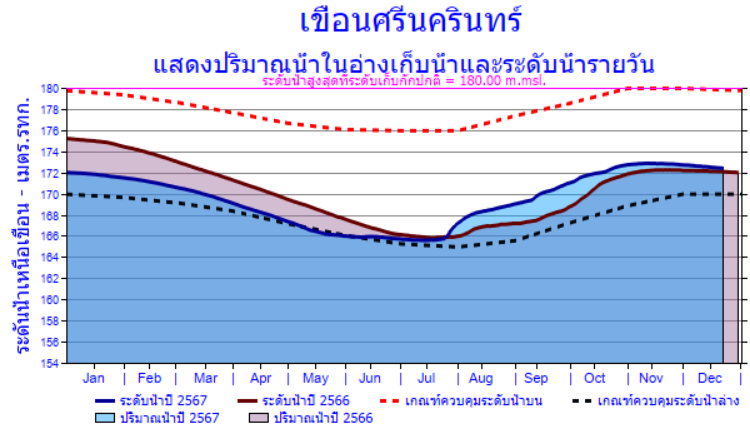 เขื่อนศรีนครินทร์
แสดงปริมาณน้ำในอ่างเก็บน้ำและระดับน้ำรายวัน
ระดับน้ำสูงสุดที่ระดับเก็บกักปกติ = 180.00 m.msl.
ระดับน้ำเหนือเขื่อน - เมตร.รทก.
180
178
176
174
172
170
168
166
164
162
160
158
156
154
Jan | Feb | Mar | Apr | May | Jun | Jul | Aug | Sep | Oct | Nov | Dec |
ระดับน้ำปี 2567 ระดับน้ำปี 2566 เกณฑ์ควบคุมระดับน้ำบน เกณฑ์ควบคุมระดับน้ำล่าง
ปริมาณน้ำปี 2567 ปริมาณน้ำปี 2566